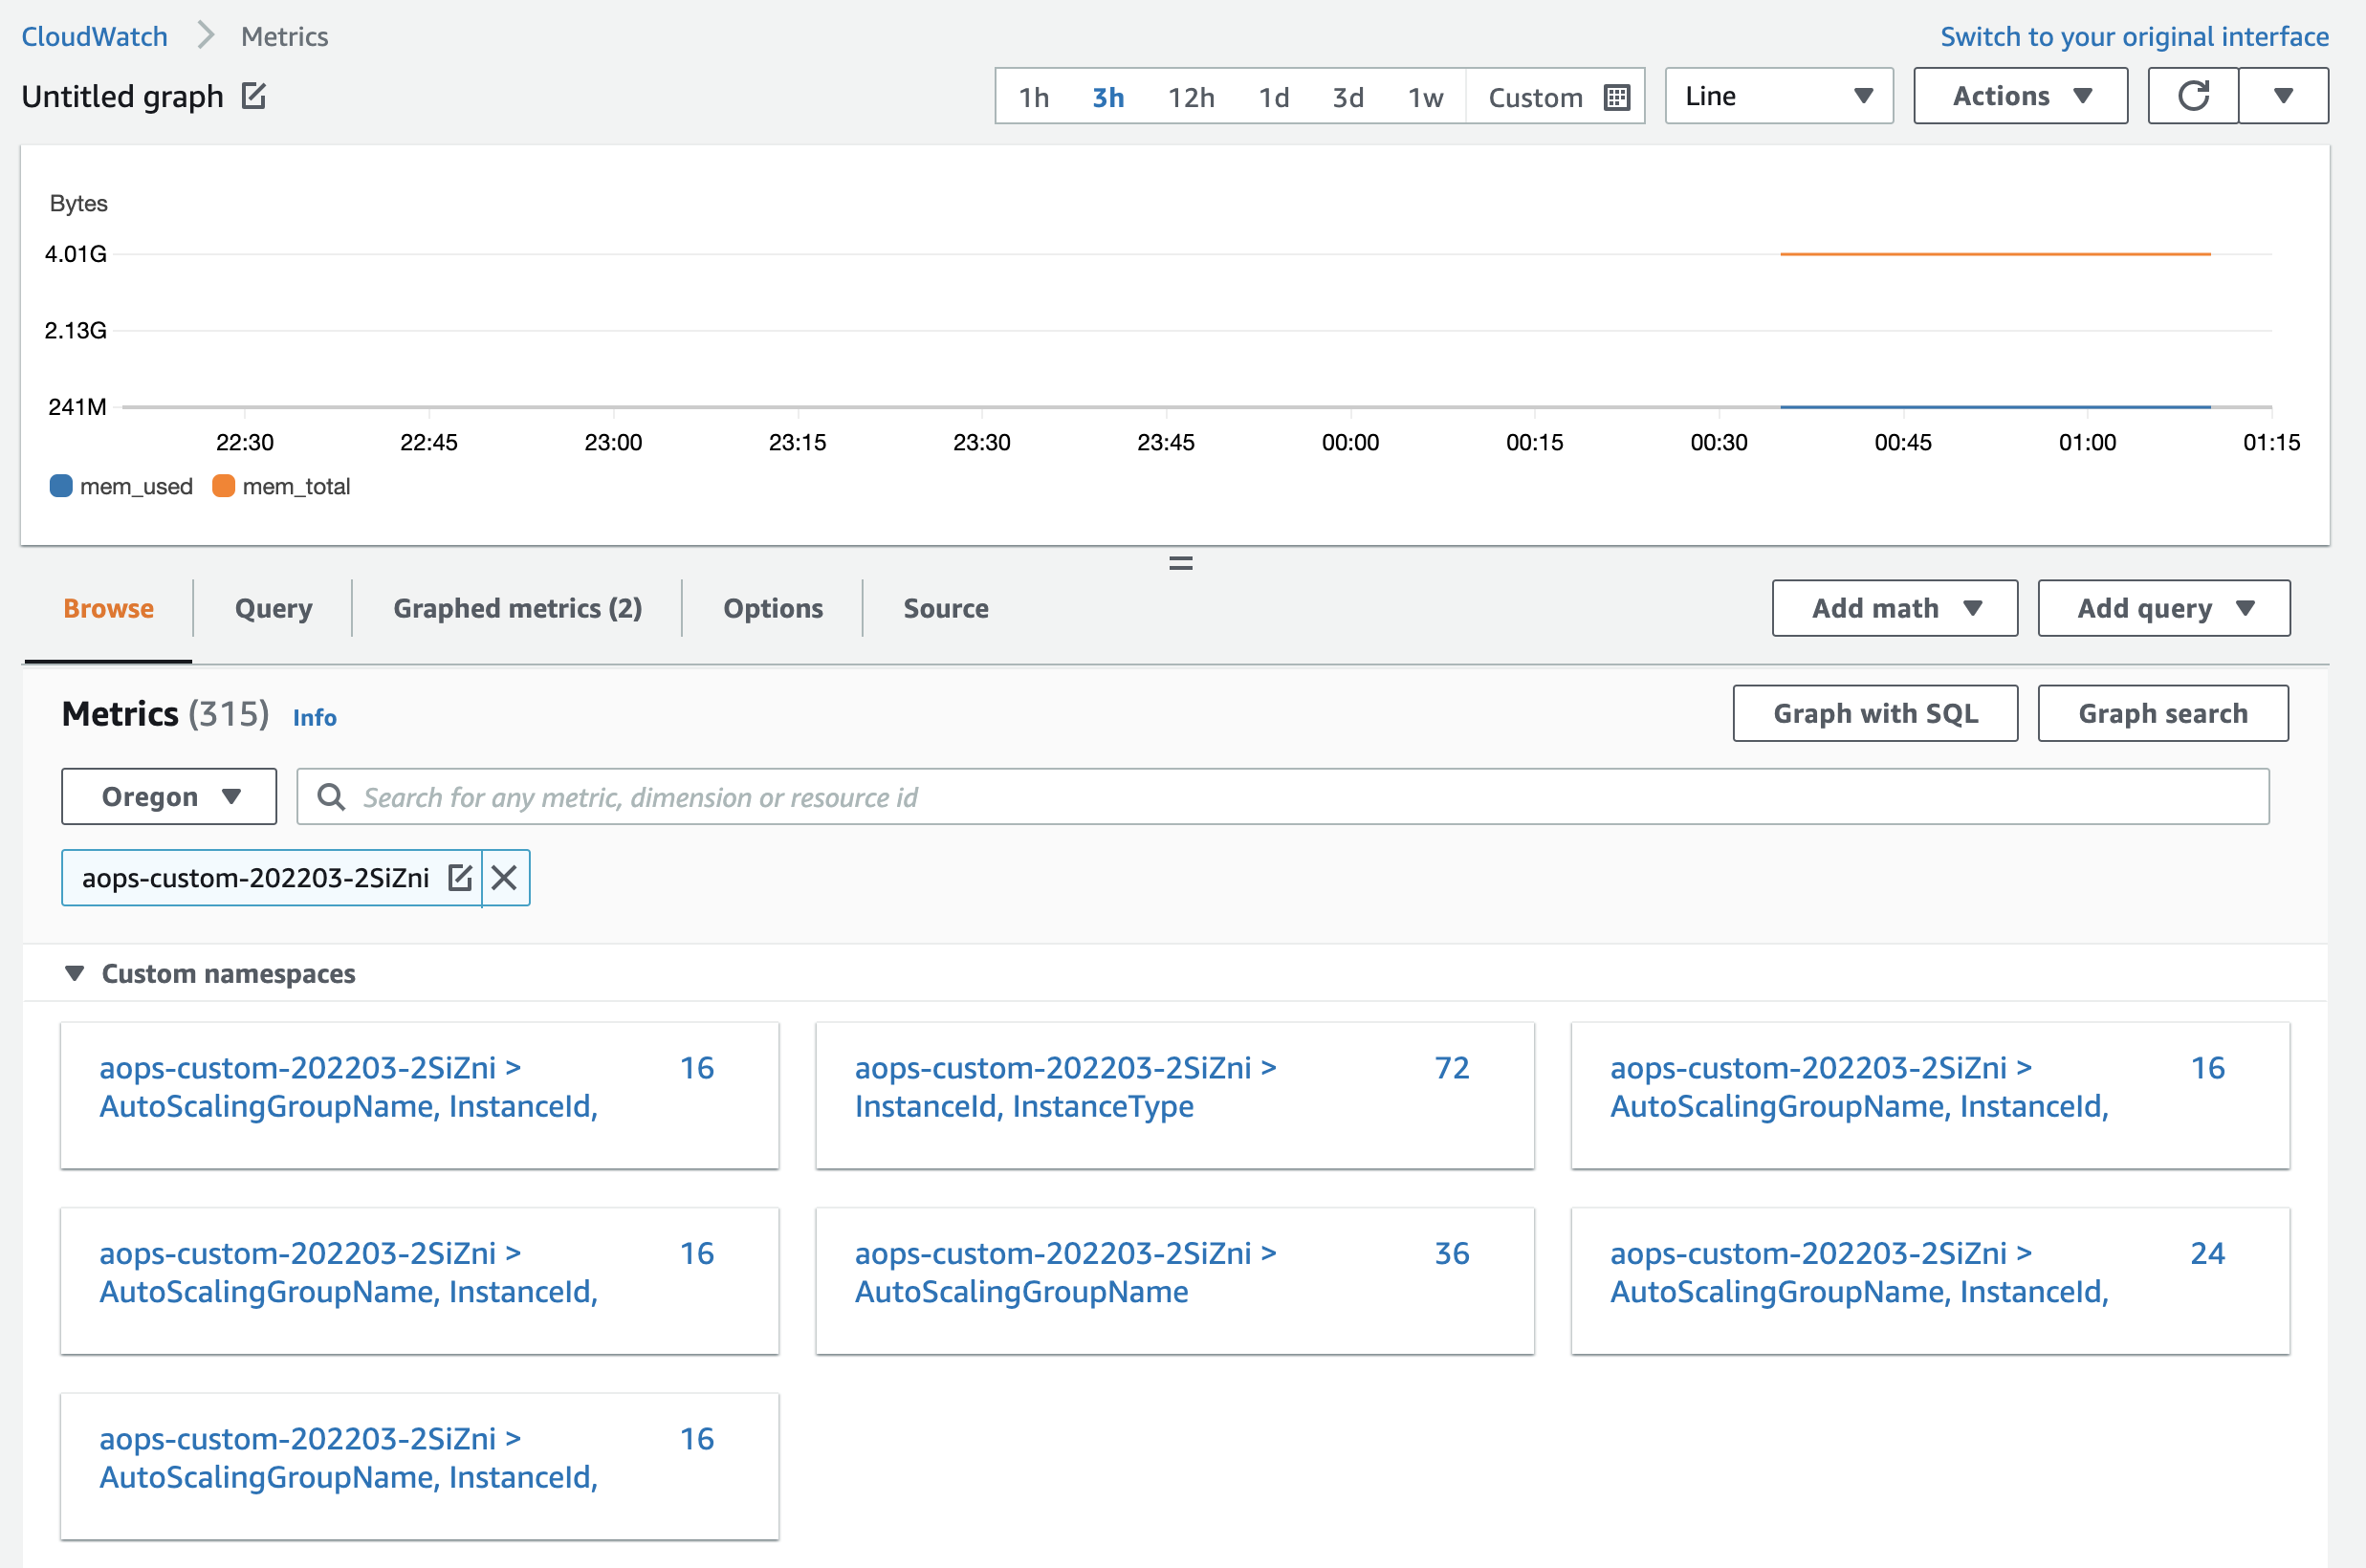 CloudWatch Metrics Switch to your original interface
Untitled graph 1h 3h 12h 1d 3d 1w Custom Line Actions
Bytes
4.01G
2.13G
241M
22:30 22:45 23:00 23:15 23:30 23:45 00:00 00:15 00:30 00:45 01:00 01:15
mem_used mem_total
Browse Query Graphed metrics (2) Options Source Add math Add query
Metrics (315) Info Graph with SQL Graph search
Oregon Search for any metric, dimension or resource id
aops-custom-202203-2SiZni
Custom namespaces
aops-custom-202203-2SiZni > 16
AutoScalingGroupName, InstanceId,
aops-custom-202203-2SiZni > 72
InstanceId, InstanceType
aops-custom-202203-2SiZni > 16
AutoScalingGroupName, InstanceId,
aops-custom-202203-2SiZni > 16
AutoScalingGroupName, InstanceId,
aops-custom-202203-2SiZni > 36
AutoScalingGroupName
aops-custom-202203-2SiZni > 24
AutoScalingGroupName, InstanceId,
aops-custom-202203-2SiZni > 16
AutoScalingGroupName, InstanceId,